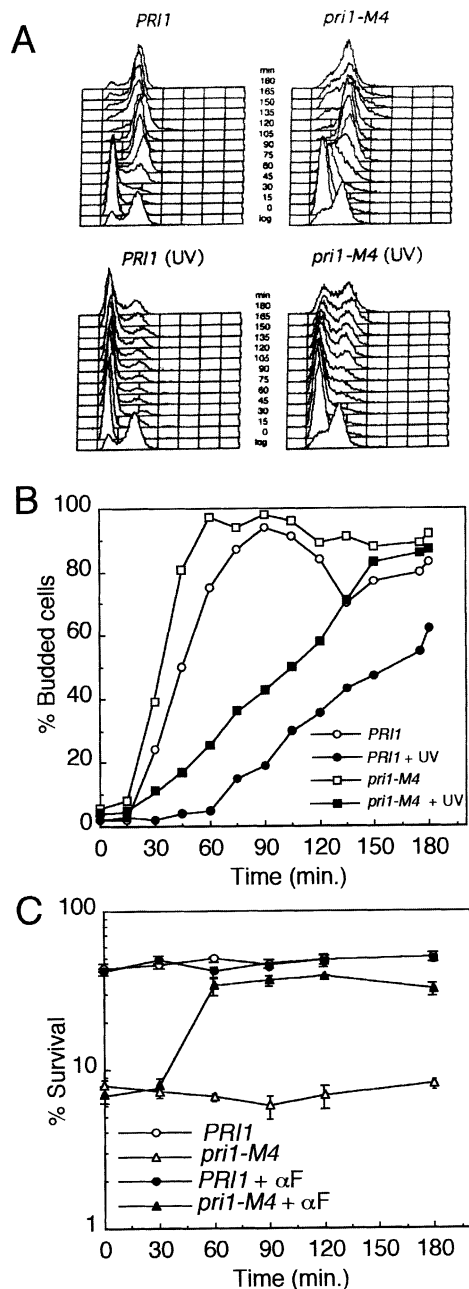 A
PRI1
pri1-M4
min
180
165
150
135
120
105
90
75
60
45
30
15
0
log
PRI1 (UV)
pri1-M4 (UV)
min
180
165
150
135
120
105
90
75
60
45
30
15
0
log
B
100
80
60
40
20
0
% Budded cells
PRI1
PRI1 + UV
pri1-M4
pri1-M4 + UV
0 30 60 90 120 150 180
Time (min.)
C
100
10
1
% Survival
PRI1
pri1-M4
PRI1 + αF
pri1-M4 + αF
0 30 60 90 120 150 180
Time (min.)